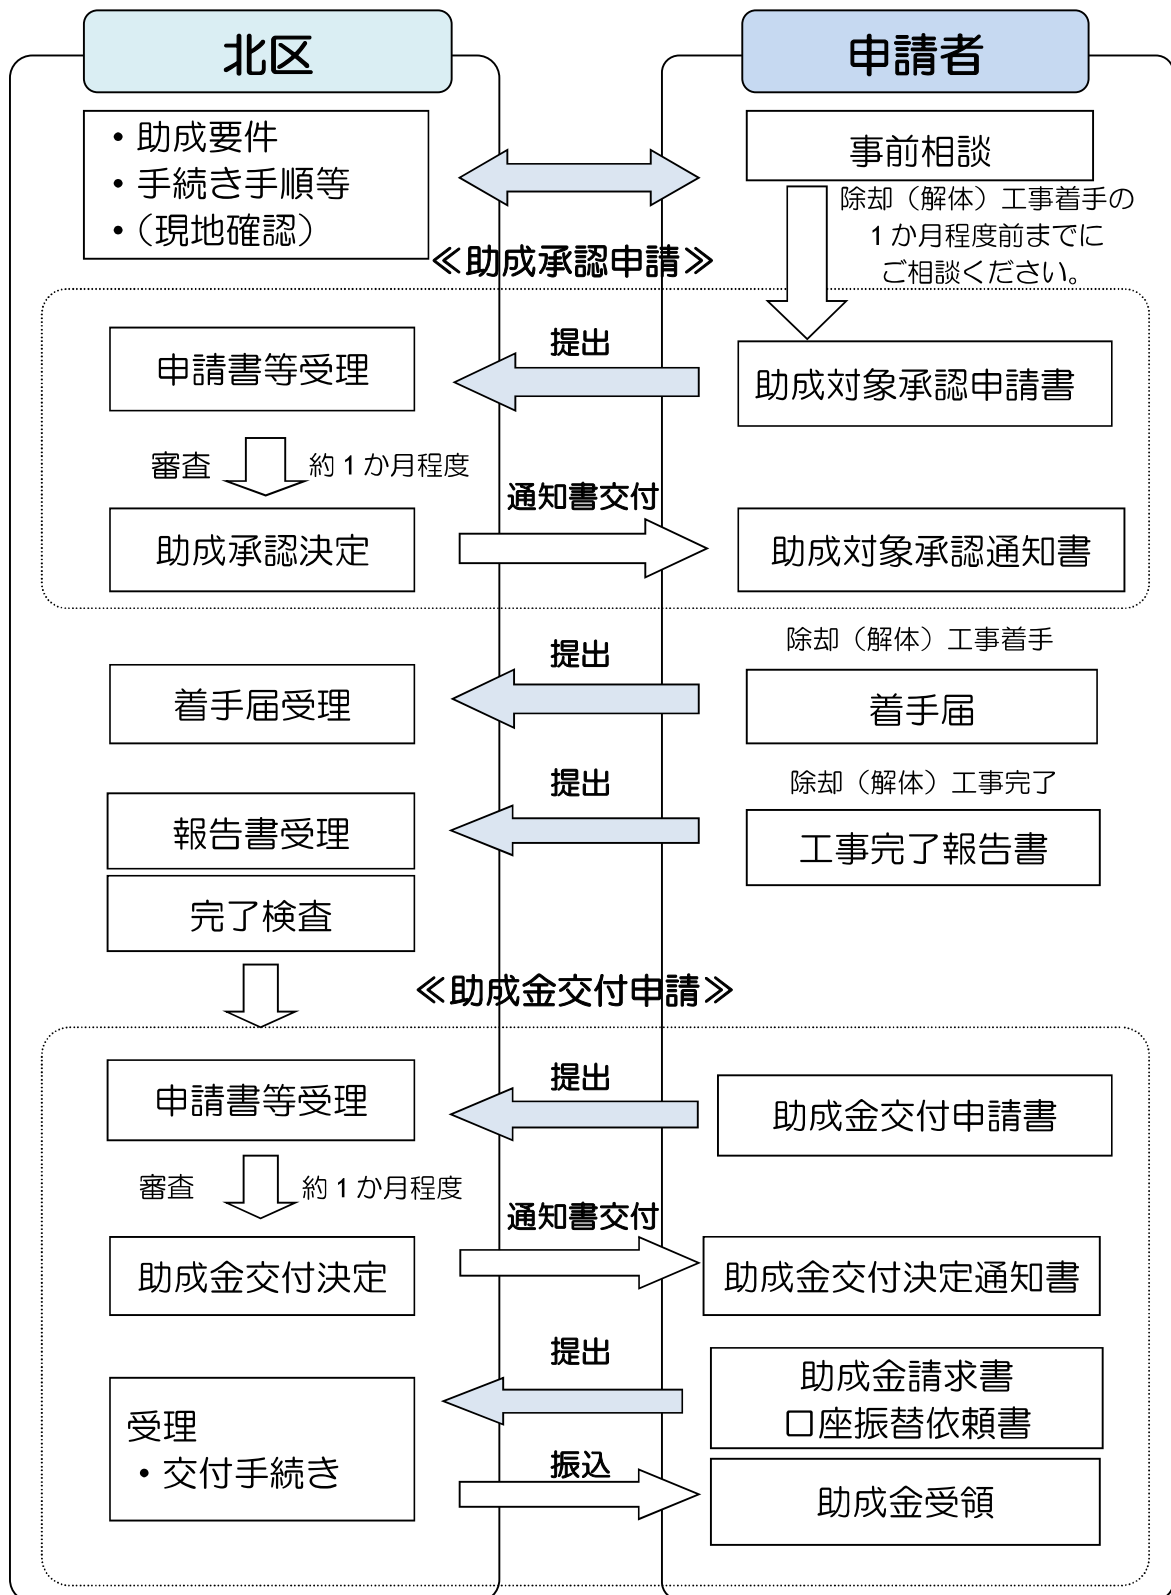 北区
申請者
・助成要件
・手続き手順等
・（現地確認）
事前相談
除却（解体）工事着手の
１か月程度前までに
ご相談ください。
≪助成承認申請≫
申請書等受理
提出
助成対象承認申請書
審査
約１か月程度
通知書交付
助成承認決定
助成対象承認通知書
除却（解体）工事着手
着手届受理
提出
着手届
除却（解体）工事完了
報告書受理
提出
工事完了報告書
完了検査
≪助成金交付申請≫
申請書等受理
提出
助成金交付申請書
審査
約１か月程度
通知書交付
助成金交付決定
助成金交付決定通知書
提出
助成金請求書
口座振替依頼書
受理
・交付手続き
振込
助成金受領